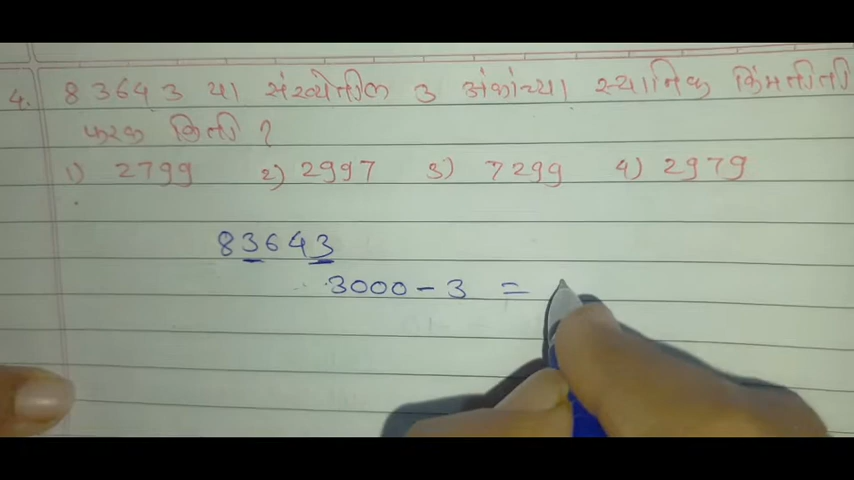 4. 83643 या संख्येतील 3 अंकांच्या स्थानिक किंमतीती
फरक किती ?
1) 2799 2) 2997 3) 7299 4) 2979
83643
3000 - 3 =